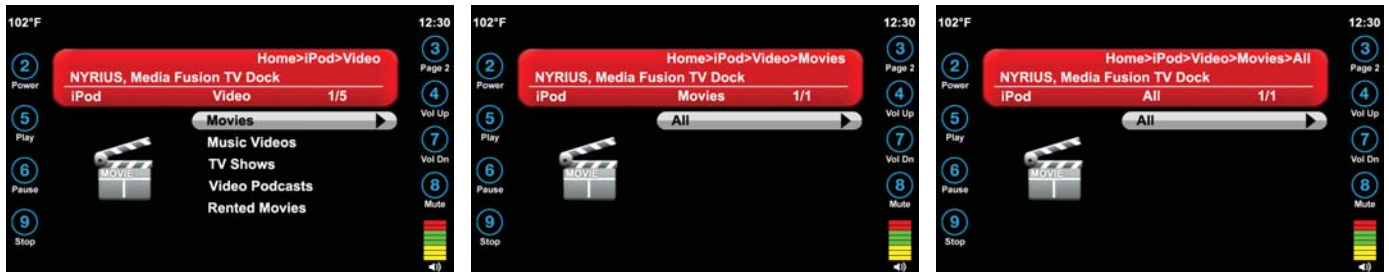 102°F 12:30
Home>iPod>Video
NYRIUS, Media Fusion TV Dock
iPod Video 1/5
Movies
Music Videos
TV Shows
Video Podcasts
Rented Movies
MOVIE
2
Power
5
Play
6
Pause
9
Stop
3
Page 2
4
Vol Up
7
Vol Dn
8
Mute
102°F 12:30
Home>iPod>Video>Movies
NYRIUS, Media Fusion TV Dock
iPod Movies 1/1
All
MOVIE
2
Power
5
Play
6
Pause
9
Stop
3
Page 2
4
Vol Up
7
Vol Dn
8
Mute
102°F 12:30
Home>iPod>Video>Movies>All
NYRIUS, Media Fusion TV Dock
iPod All 1/1
All
MOVIE
2
Power
5
Play
6
Pause
9
Stop
3
Page 2
4
Vol Up
7
Vol Dn
8
Mute